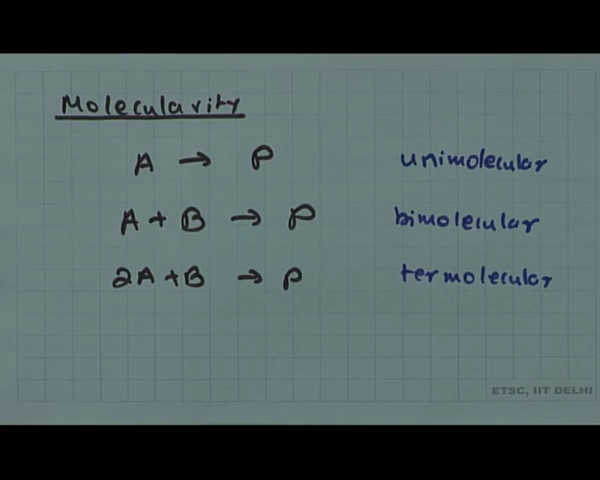 Molecularity
A → P unimolecular
A + B → P bimolecular
2A + B → P termolecular
ETSC, IIT DELHI